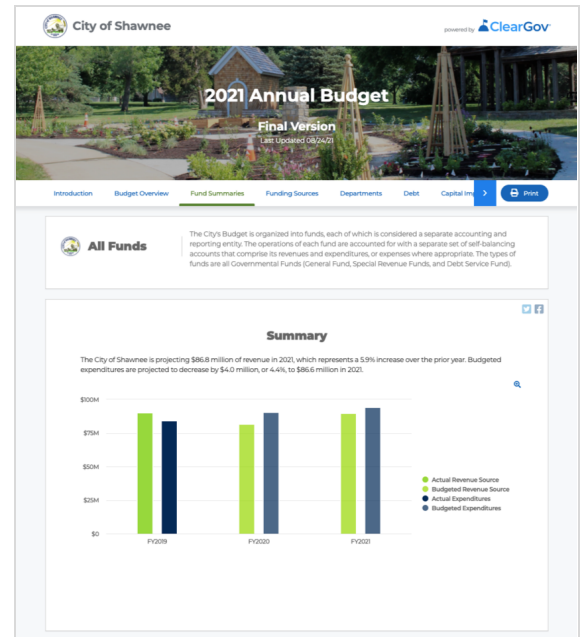 City of Shawnee
powered by ClearGov
2021 Annual Budget
Final Version
Last Updated 08/24/21
Introduction Budget Overview Fund Summaries Funding Sources Departments Debt Capital Imp > Print
All Funds
The City's Budget is organized into funds, each of which is considered a separate accounting and
reporting entity. The operations of each fund are accounted for with a separate set of self-balancing
accounts that comprise its revenues and expenditures, or expenses where appropriate. The types of
funds are all Governmental Funds (General Fund, Special Revenue Funds, and Debt Service Fund).
Summary
The City of Shawnee is projecting $86.8 million of revenue in 2021, which represents a 5.9% increase over the prior year. Budgeted
expenditures are projected to decrease by $4.0 million, or 4.4%, to $86.6 million in 2021.
$100M
$75M
$50M
$25M
$0
FY2019 FY2020 FY2021
Actual Revenue Source
Budgeted Revenue Source
Actual Expenditures
Budgeted Expenditures